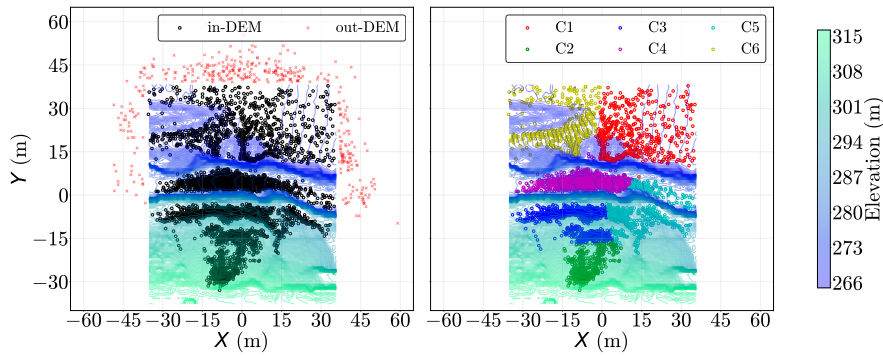 in-DEM out-DEM
C1 C3 C5
C2 C4 C6
60
45
30
15
0
−15
−30
Y (m)
−60 −45 −30 −15 0 15 30 45 60
X (m)
−60 −45 −30 −15 0 15 30 45 60
X (m)
315
308
301
294
287
280
273
266
Elevation (m)